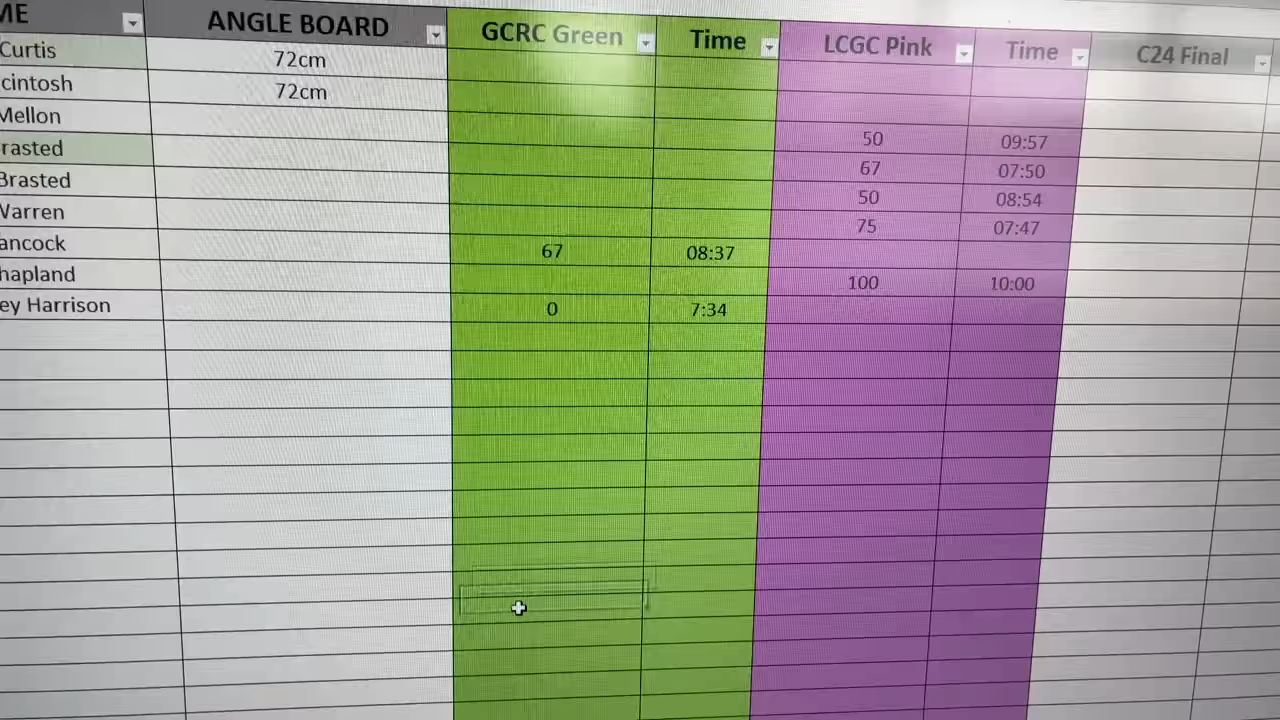 ME ANGLE BOARD GCRC Green Time LCGC Pink Time C24 Final
Curtis 72cm
cintosh 72cm
Mellon 50 09:57
rasted 67 07:50
Brasted 50 08:54
Warren 75 07:47
ancock 67 08:37
hapland 100 10:00
ey Harrison 0 7:34